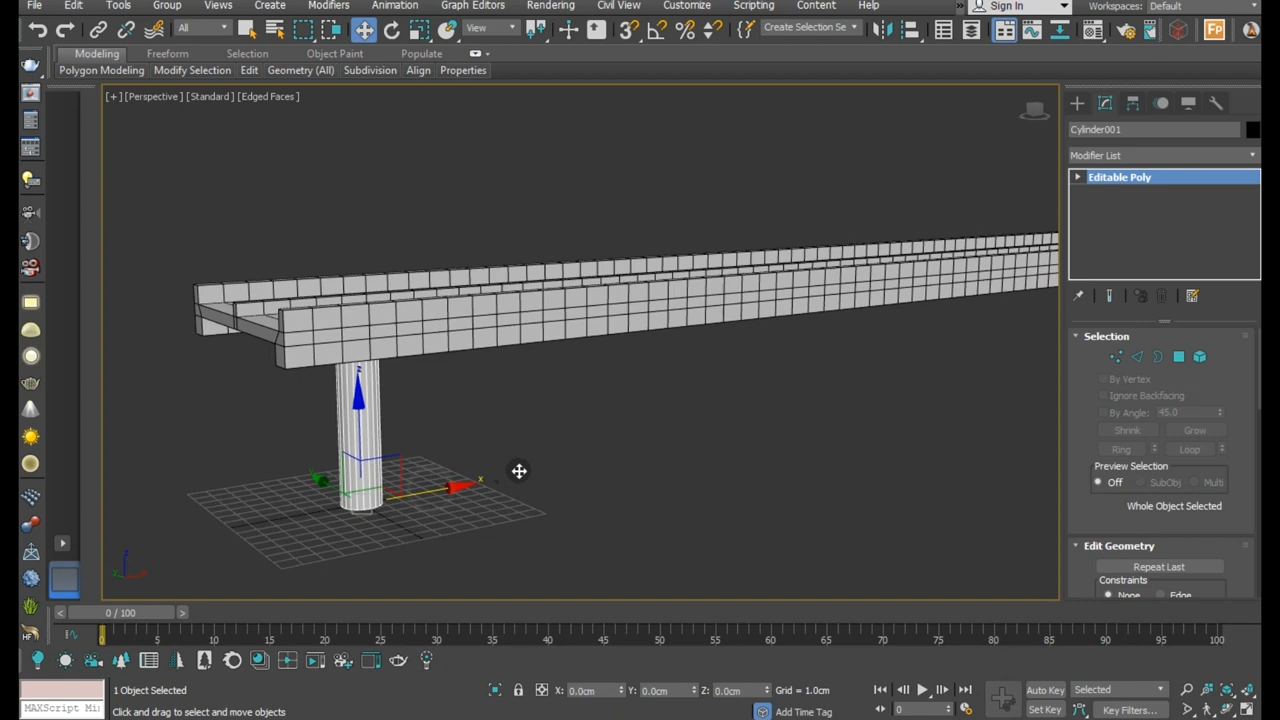 File Edit Tools Group Views Create Modifiers Animation Graph Editors Rendering Civil View Customize Scripting Content Help » Sign In Workspaces: Default
All View Create Selection Se Fp
Modeling Freeform Selection Object Paint Populate
Polygon Modeling Modify Selection Edit Geometry (All) Subdivision Align Properties
[+] [Perspective] [Standard] [Edged Faces]
Cylinder001
Modifier List
Editable Poly
Selection
By Vertex
Ignore Backfacing
By Angle: 45.0
Shrink Grow
Ring Loop
Preview Selection
Off SubObj Multi
Whole Object Selected
Edit Geometry
Repeat Last
Constraints
None Edge
z
x
z
HF
< 0 / 100 >
0 5 10 15 20 25 30 35 40 45 50 55 60 65 70 75 80 85 90 95 100
1 Object Selected X: 0.0cm Y: 0.0cm Z: 0.0cm Grid = 1.0cm Auto Key Selected
MAXScript Mi Click and drag to select and move objects Add Time Tag 0 Set Key Key Filters...